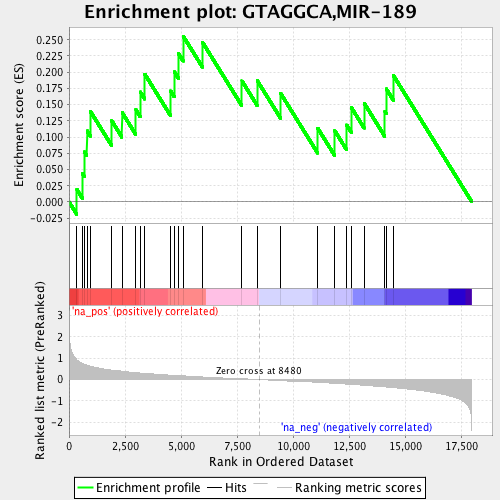 Enrichment plot: GTAGGCA,MIR-189
Enrichment score (ES)
0.250
0.225
0.200
0.175
0.150
0.125
0.100
0.075
0.050
0.025
0.000
-0.025
'na_pos' (positively correlated)
Ranked list metric (PreRanked)
3
2
1
0
-1
-2
Zero cross at 8480
'na_neg' (negatively correlated)
0 2,500 5,000 7,500 10,000 12,500 15,000 17,500
Rank in Ordered Dataset
Enrichment profile Hits Ranking metric scores